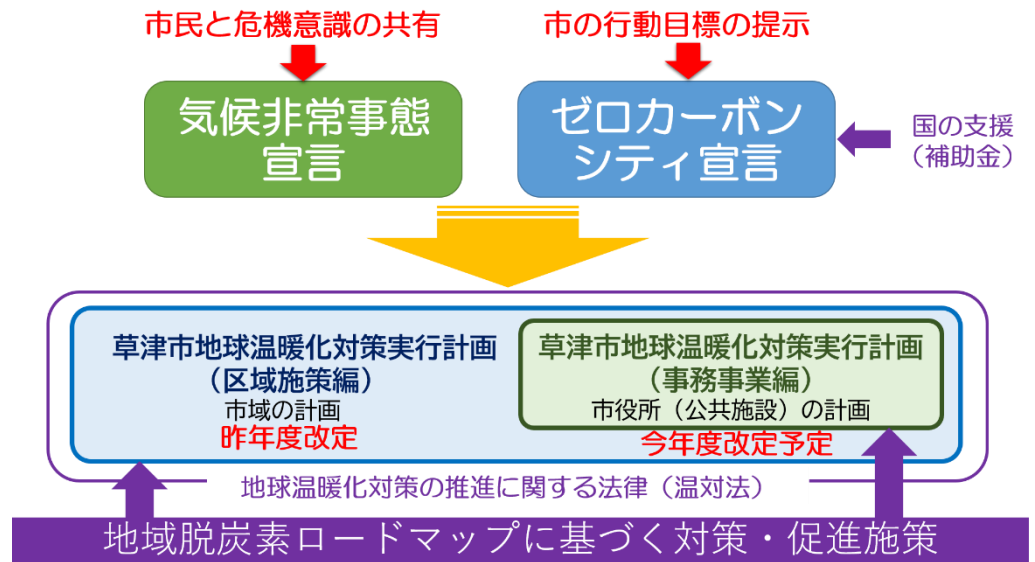 市民と危機意識の共有
市の行動目標の提示
気候非常事態
宣言
ゼロカーボン
シティ宣言
国の支援
（補助金）
草津市地球温暖化対策実行計画
（区域施策編）
市域の計画
昨年度改定
草津市地球温暖化対策実行計画
（事務事業編）
市役所（公共施設）の計画
今年度改定予定
地球温暖化対策の推進に関する法律（温対法）
地域脱炭素ロードマップに基づく対策・促進施策